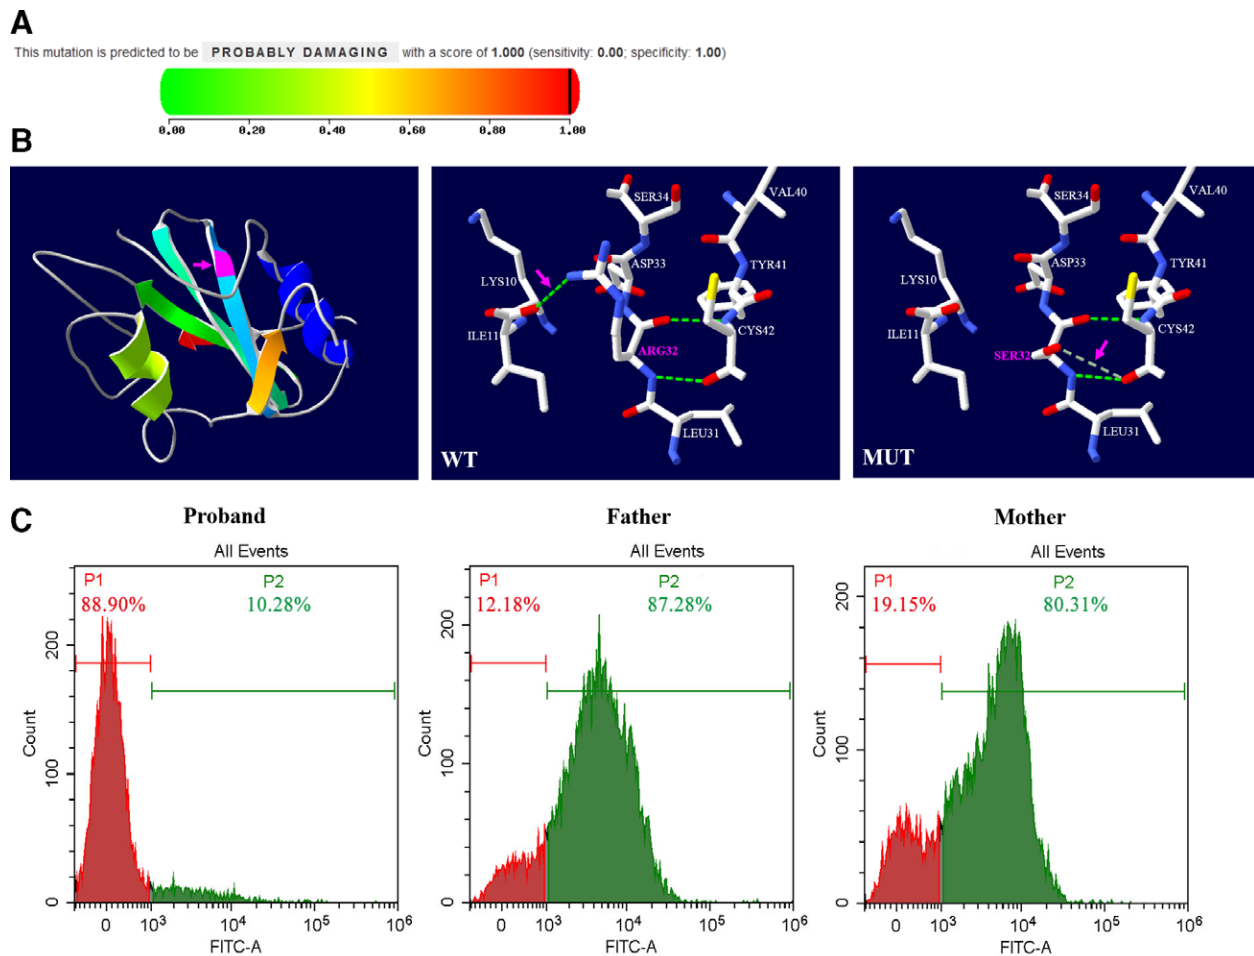 A
This mutation is predicted to be PROBABLY DAMAGING with a score of 1.000 (sensitivity: 0.00; specificity: 1.00)
0.00 0.20 0.40 0.60 0.80 1.00
B
SER34
VAL40
LYS10
ASP33
TYR41
ILE11
CYS42
ARG32
LEU31
WT
SER34
VAL40
LYS10
ASP33
TYR41
ILE11
CYS42
SER32
LEU31
MUT
C
Proband
All Events
P1 P2
88.90% 10.28%
Count
200
100
0
0 10³ 10⁴ 10⁵ 10⁶
FITC-A
Father
All Events
P1 P2
12.18% 87.28%
Count
200
100
0
0 10³ 10⁴ 10⁵ 10⁶
FITC-A
Mother
All Events
P1 P2
19.15% 80.31%
Count
200
100
0
0 10³ 10⁴ 10⁵ 10⁶
FITC-A